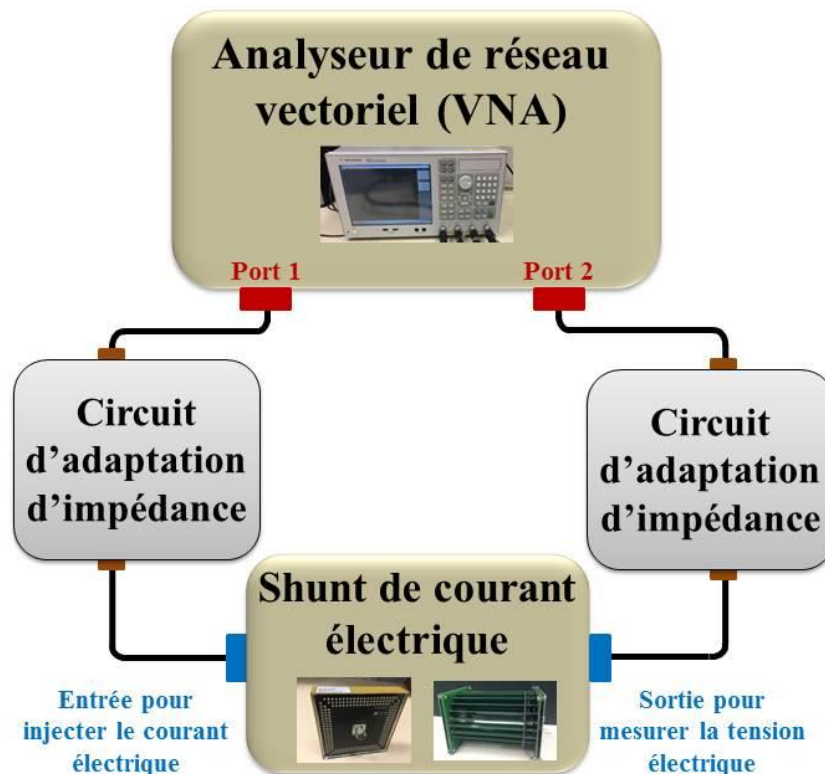 Analyseur de réseau
vectoriel (VNA)
Port 1
Port 2
Circuit
d’adaptation
d’impédance
Circuit
d’adaptation
d’impédance
Shunt de courant
électrique
Entrée pour
injecter le courant
électrique
Sortie pour
mesurer la tension
électrique